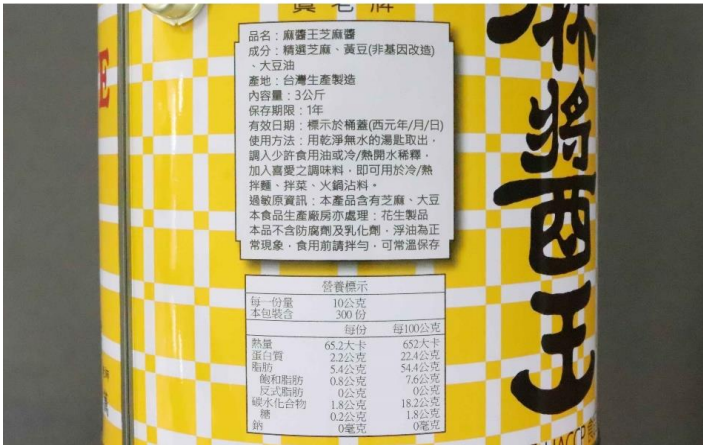 真老牌
品名：麻醬王芝麻醬
成分：精選芝麻、黃豆(非基因改造)
、大豆油
產地：台灣生產製造
內容量：3公斤
保存期限：1年
有效日期：標示於桶蓋(西元年/月/日)
使用方法：用乾淨無水的湯匙取出，
調入少許食用油或冷/熱開水稀釋，
加入喜愛之調味料，即可用於冷/熱
拌麵、拌菜、火鍋沾料。
過敏原資訊：本產品含有芝麻、大豆
本食品生產廠房亦處理：花生製品
本品不含防腐劑及乳化劑，浮油為正
常現象，食用前請拌勻，可常溫保存
營養標示
每一份量 10公克
本包裝含 300份
每份 每100公克
熱量 65.2大卡 652大卡
蛋白質 2.2公克 22.4公克
脂肪 5.4公克 54.4公克
飽和脂肪 0.8公克 7.6公克
反式脂肪 0公克 0公克
碳水化合物 1.8公克 18.2公克
糖 0.2公克 1.8公克
鈉 0毫克 0毫克
麻醬王
E
HACCP